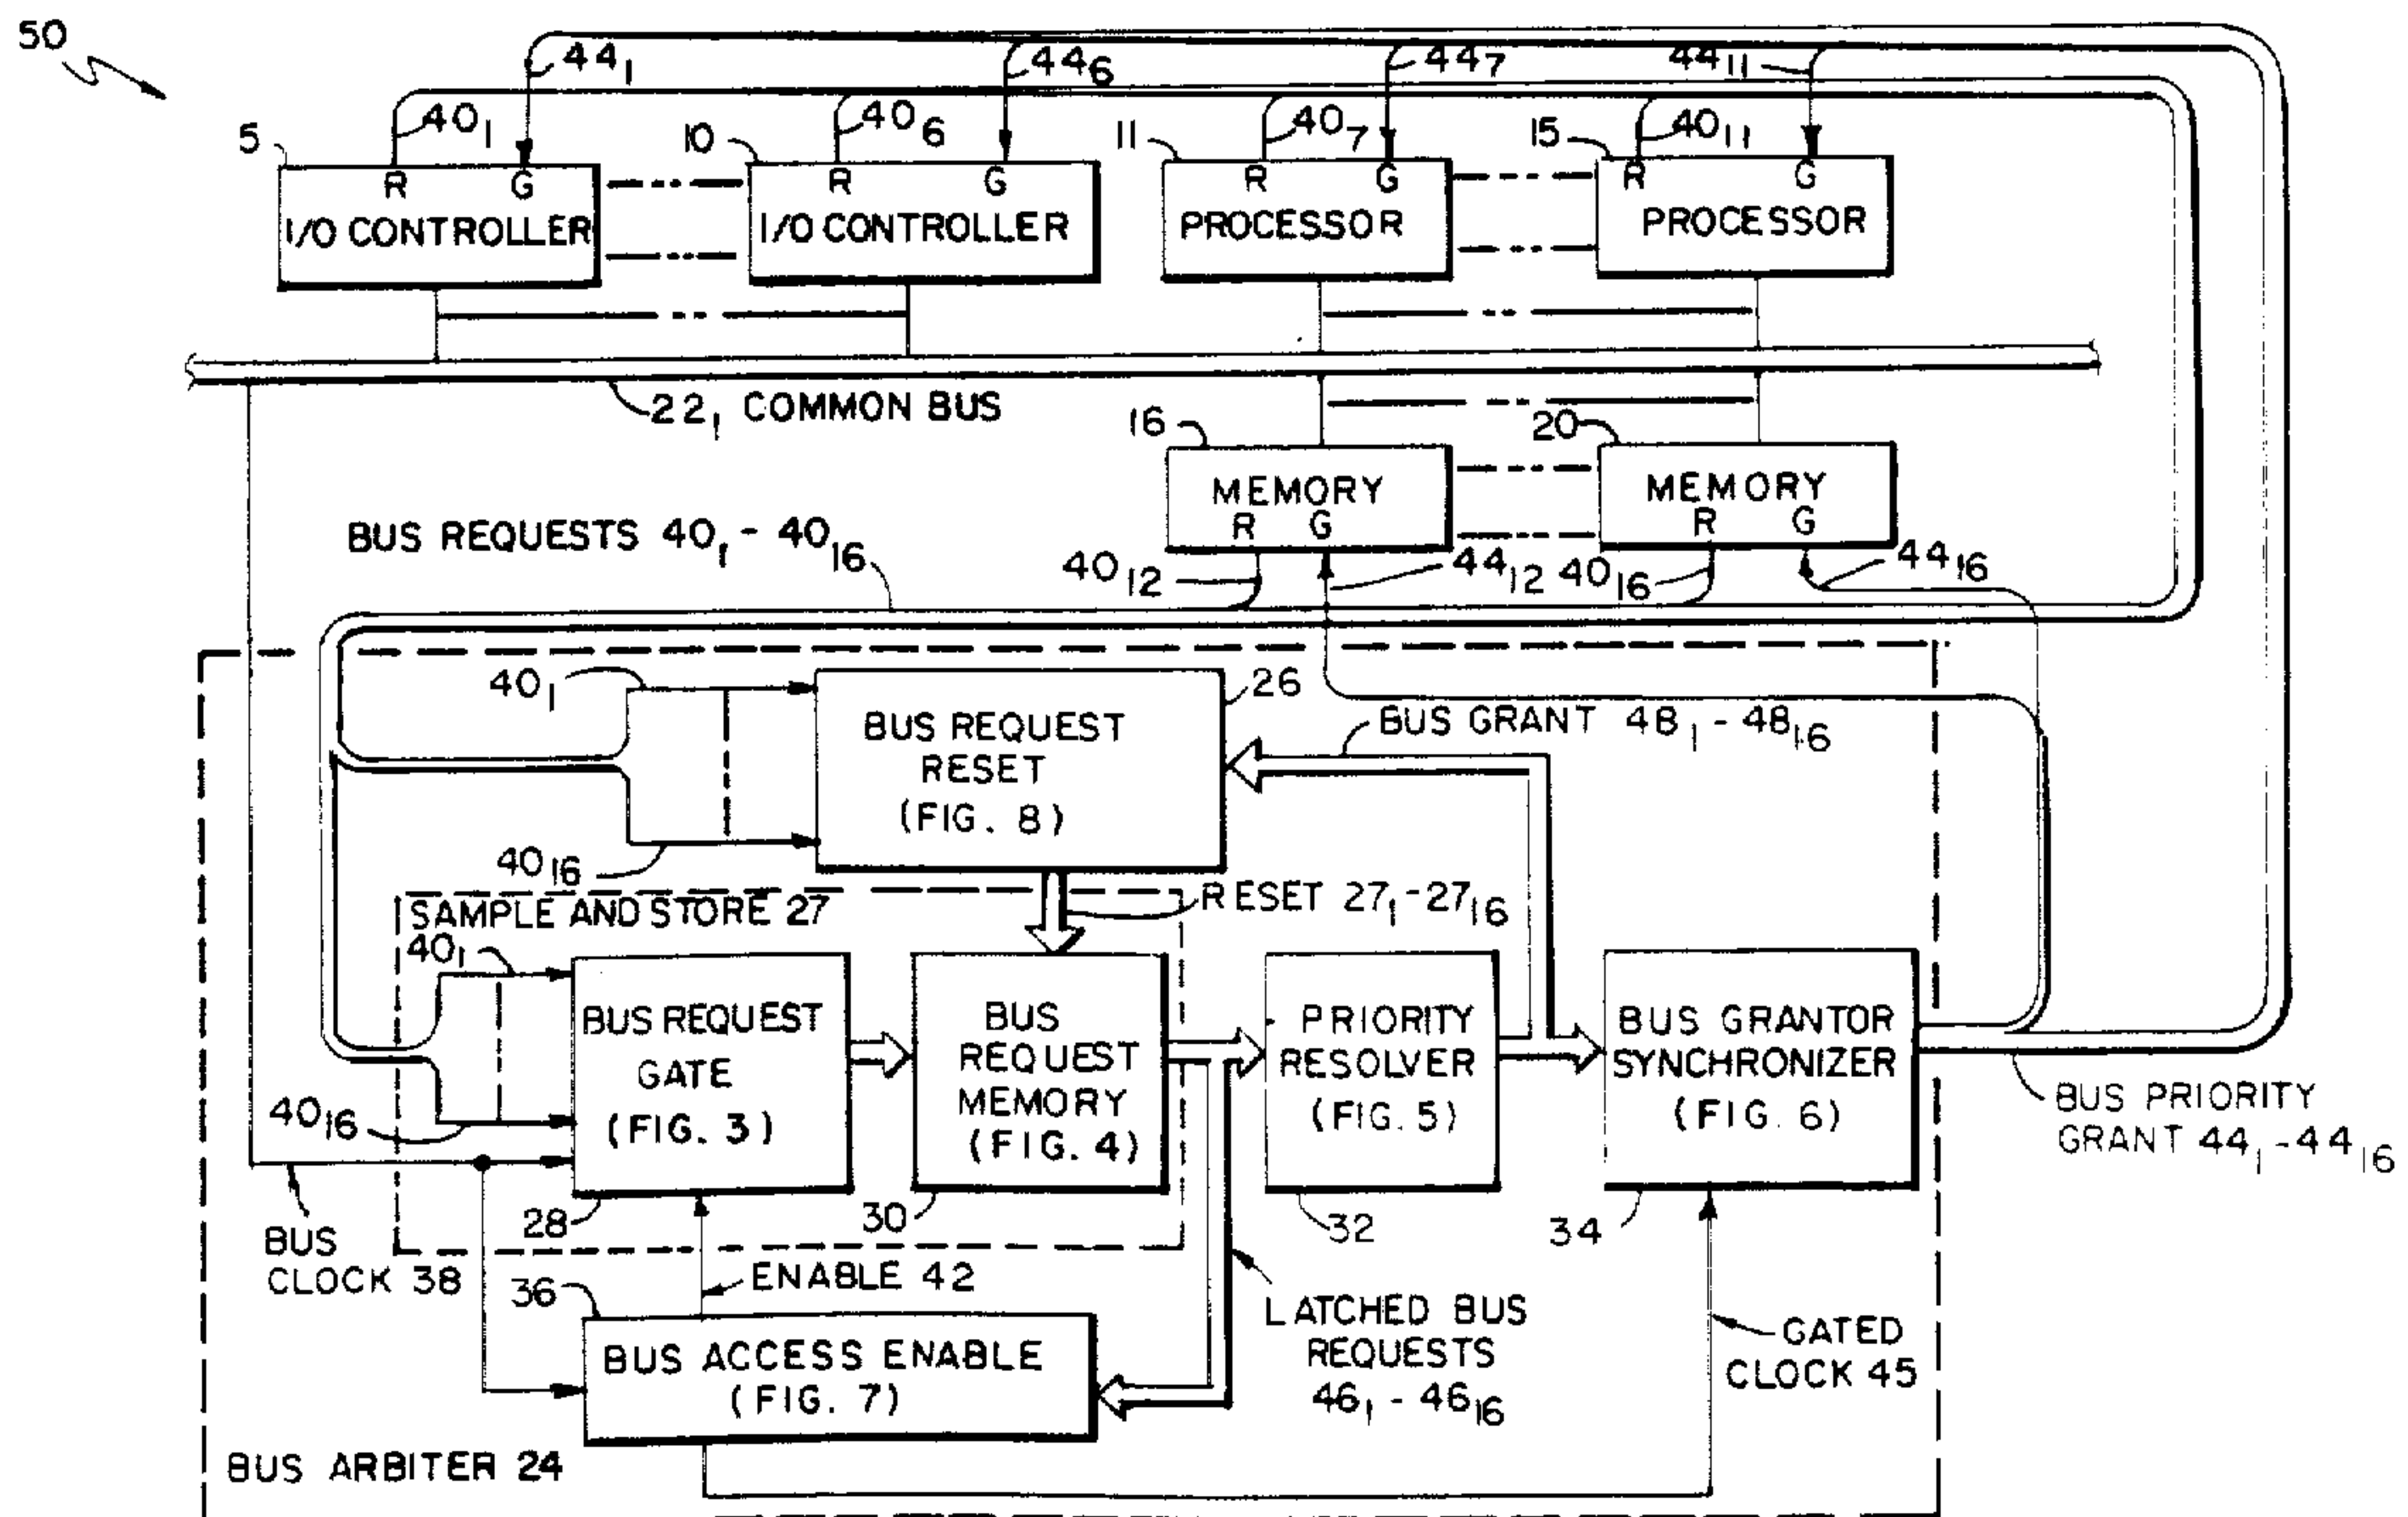 50
44₁ 44₆ 44₇ 44₁₁
5 40₁ 10 40₆ 11 40₇ 15 40₁₁
R G R G R G R G
I/O CONTROLLER I/O CONTROLLER PROCESSOR PROCESSOR
22₁ COMMON BUS
16 20
MEMORY MEMORY
R G R G
BUS REQUESTS 40₁ - 40₁₆
40₁₂ 44₁₂ 40₁₆ 44₁₆
40₁ 26
BUS REQUEST
RESET
(FIG. 8)
BUS GRANT 48₁ - 48₁₆
40₁₆
SAMPLE AND STORE 27
RESET 27₁ - 27₁₆
40₁
BUS REQUEST
GATE
(FIG. 3)
BUS
REQUEST
MEMORY
(FIG. 4)
PRIORITY
RESOLVER
(FIG. 5)
BUS GRANTOR
SYNCHRONIZER
(FIG. 6)
40₁₆
BUS PRIORITY
GRANT 44₁ - 44₁₆
28 30 32 34
BUS
CLOCK 38
ENABLE 42
36
BUS ACCESS ENABLE
(FIG. 7)
LATCHED BUS
REQUESTS
46₁ - 46₁₆
GATED
CLOCK 45
BUS ARBITER 24